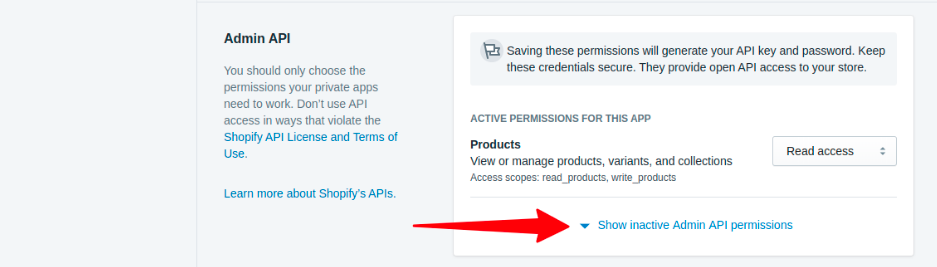 Admin API
You should only choose the
permissions your private apps
need to work. Don't use API
access in ways that violate the
Shopify API License and Terms of
Use.
Learn more about Shopify's APIs.
Saving these permissions will generate your API key and password. Keep
these credentials secure. They provide open API access to your store.
ACTIVE PERMISSIONS FOR THIS APP
Products
View or manage products, variants, and collections
Access scopes: read_products, write_products
Read access
Show inactive Admin API permissions